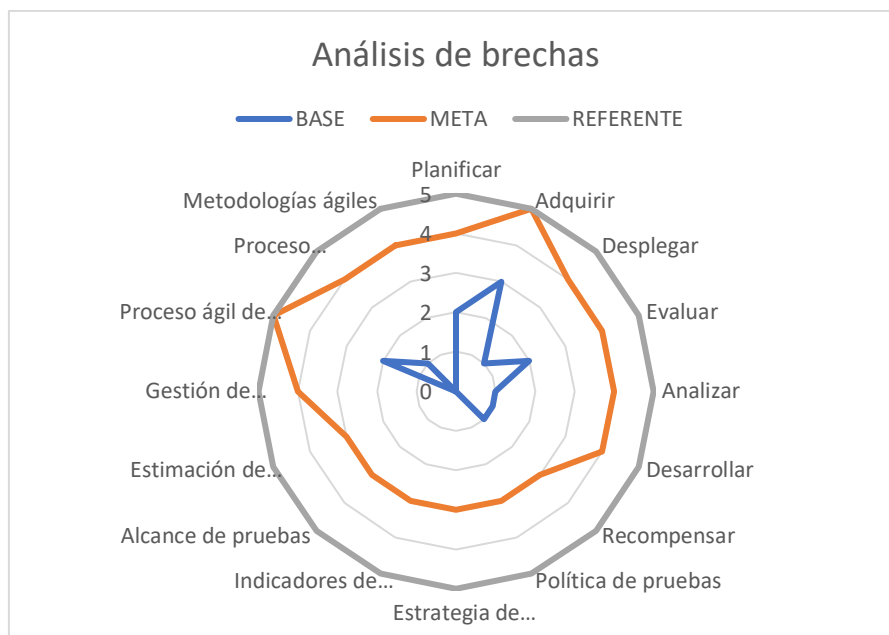 Análisis de brechas
BASE META REFERENTE
Planificar
Adquirir
Desplegar
Evaluar
Analizar
Desarrollar
Recompensar
Política de pruebas
Estrategia de...
Indicadores de...
Alcance de pruebas
Estimación de...
Gestión de...
Proceso ágil de...
Proceso...
Metodologías ágiles
5
4
3
2
1
0